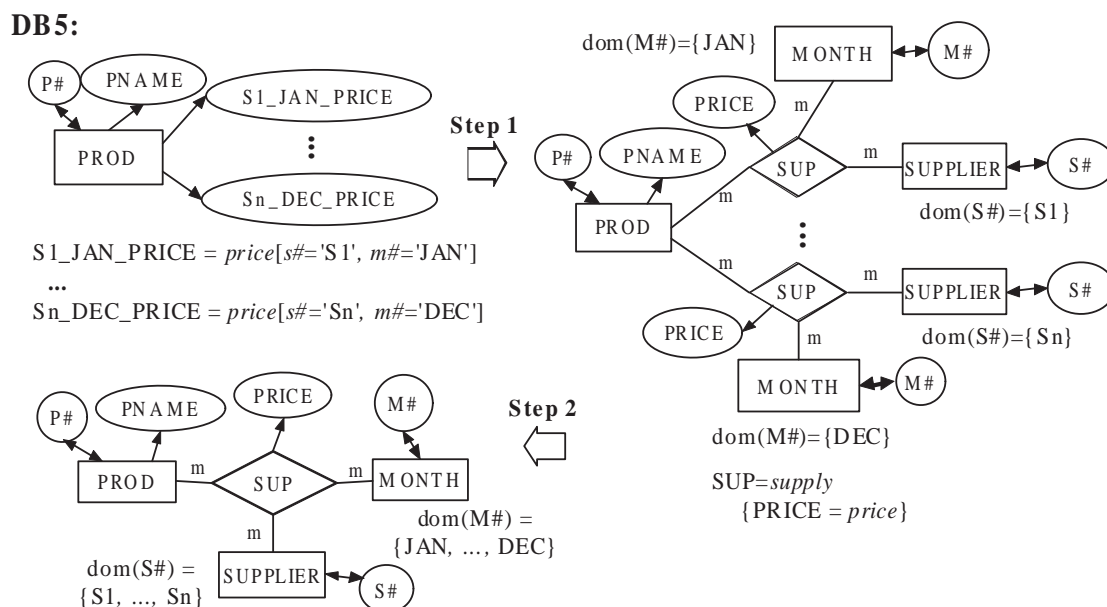 DB5:
P#
PNAME
S1_JAN_PRICE
PROD
Sn_DEC_PRICE
S1_JAN_PRICE = price[s#='S1', m#='JAN']
...
Sn_DEC_PRICE = price[s#='Sn', m#='DEC']
Step 1
dom(M#)={JAN}
MONTH
M#
m
PRICE
P#
PNAME
SUP
m
SUPPLIER
S#
m
dom(S#)={S1}
PROD
m
SUP
m
SUPPLIER
S#
PRICE
m
dom(S#)={Sn}
MONTH
M#
dom(M#)={DEC}
SUP=supply
{PRICE = price}
Step 2
P#
PNAME
PRICE
M#
PROD
m
SUP
m
MONTH
m
dom(M#) =
{JAN, ..., DEC}
dom(S#) =
{S1, ..., Sn}
SUPPLIER
S#